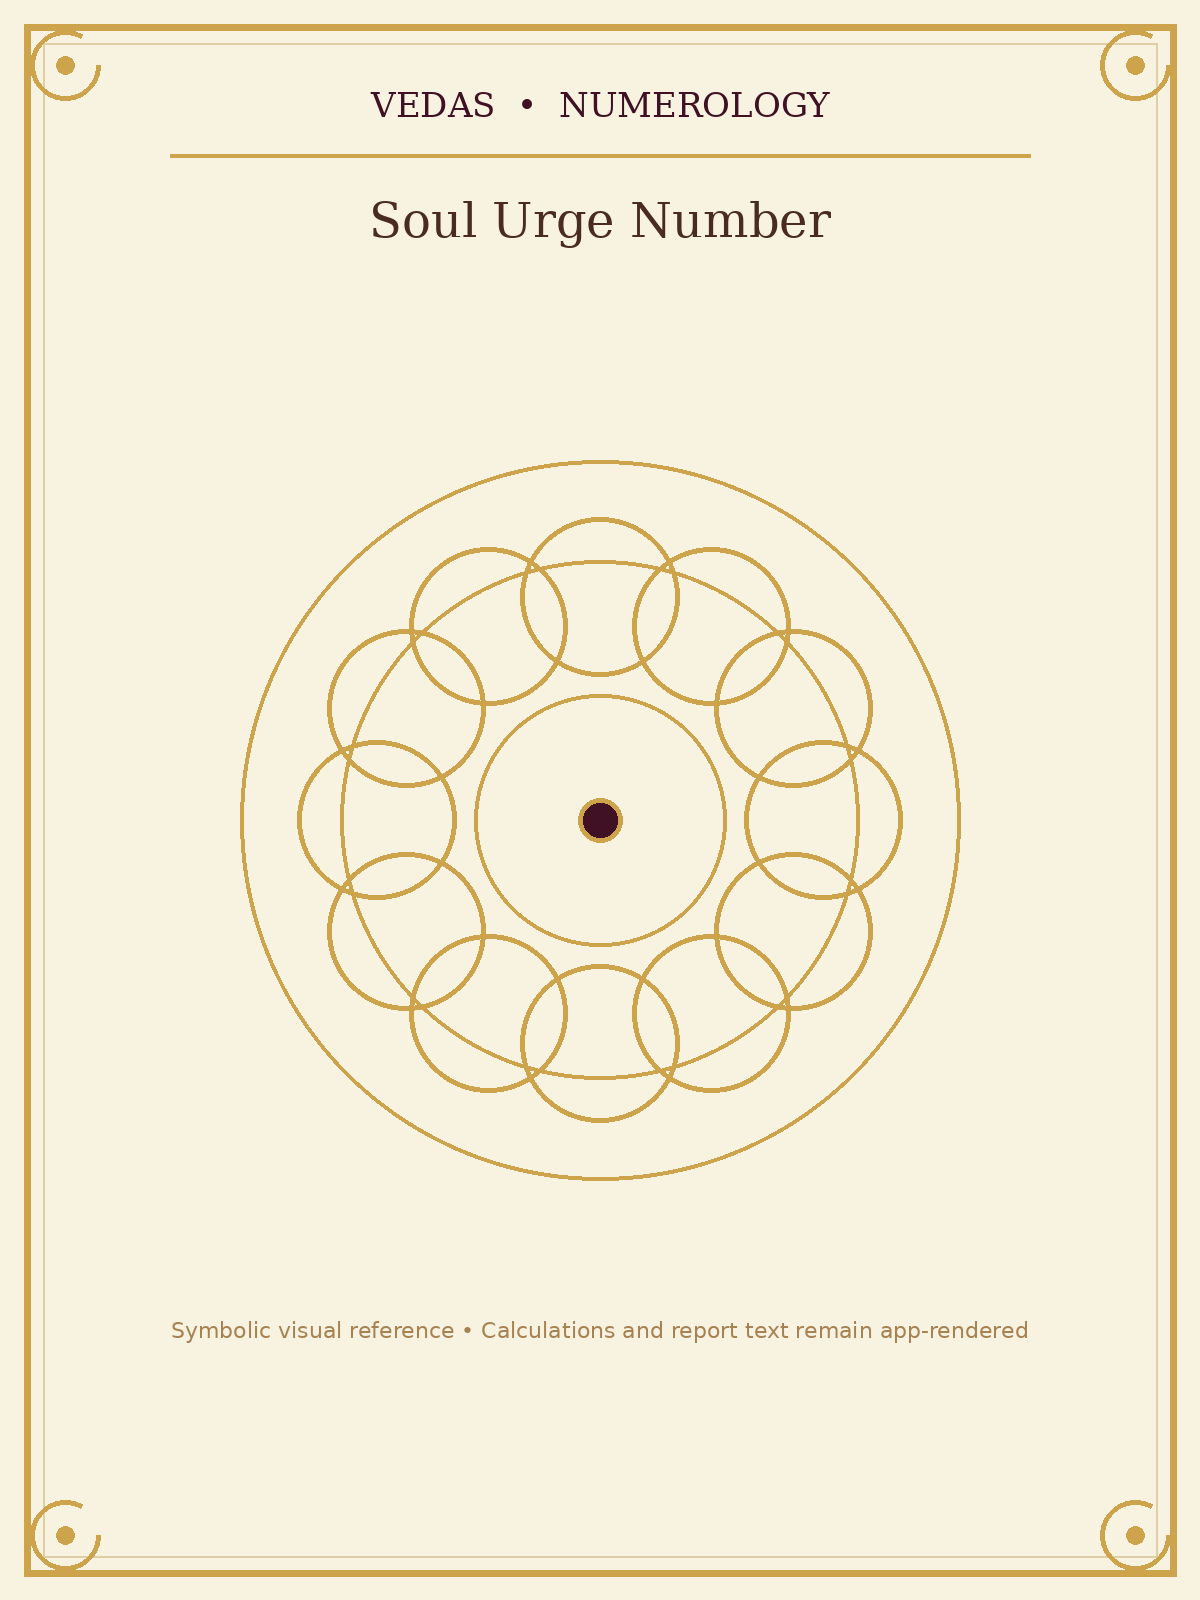 VEDAS • NUMEROLOGY
Soul Urge Number
Symbolic visual reference • Calculations and report text remain app-rendered